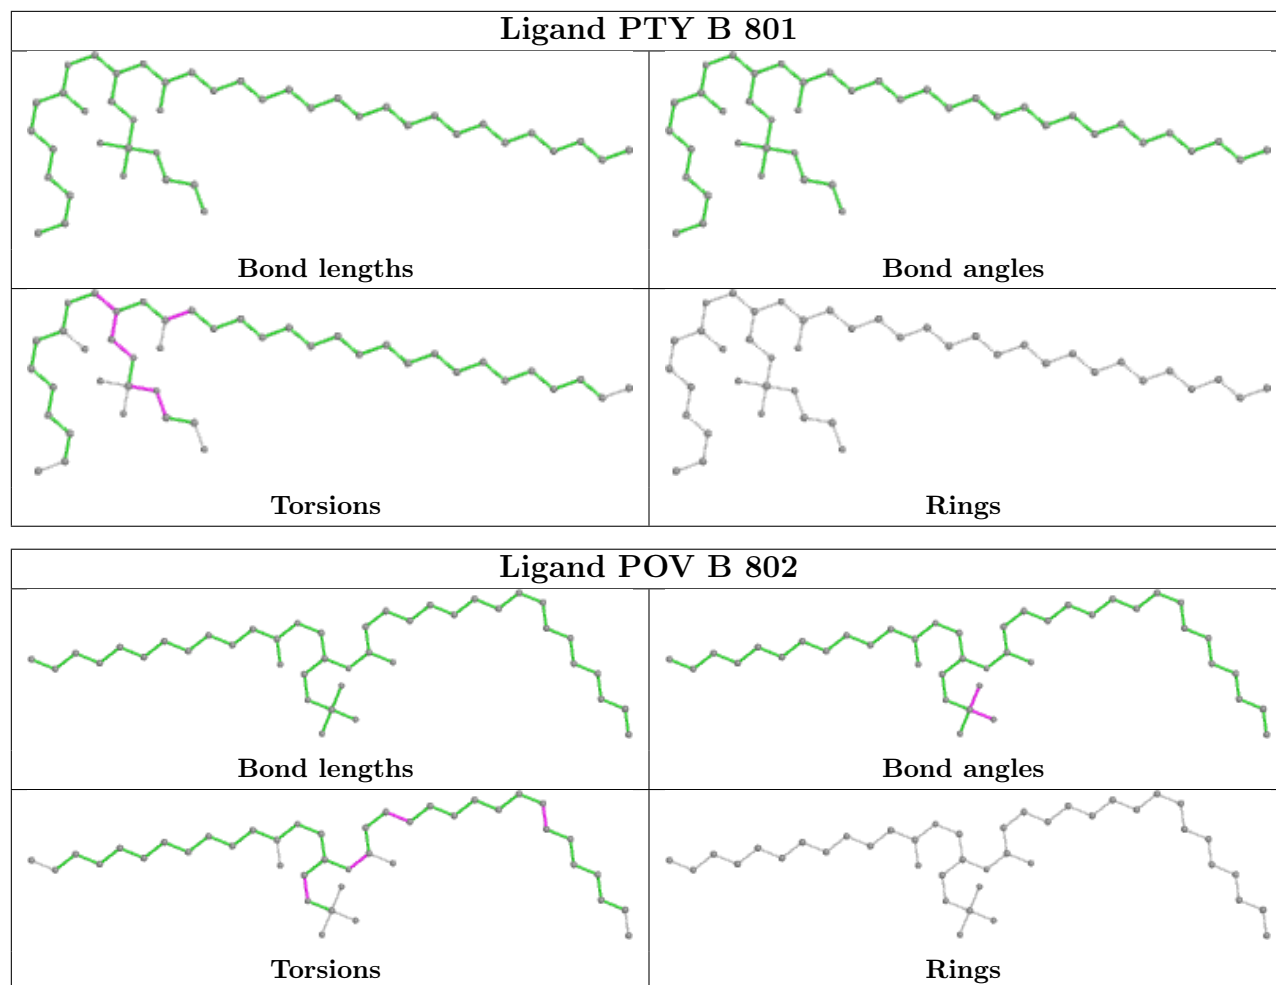 Ligand PTY B 801
Bond lengths
Bond angles
Torsions
Rings
Ligand POV B 802
Bond lengths
Bond angles
Torsions
Rings